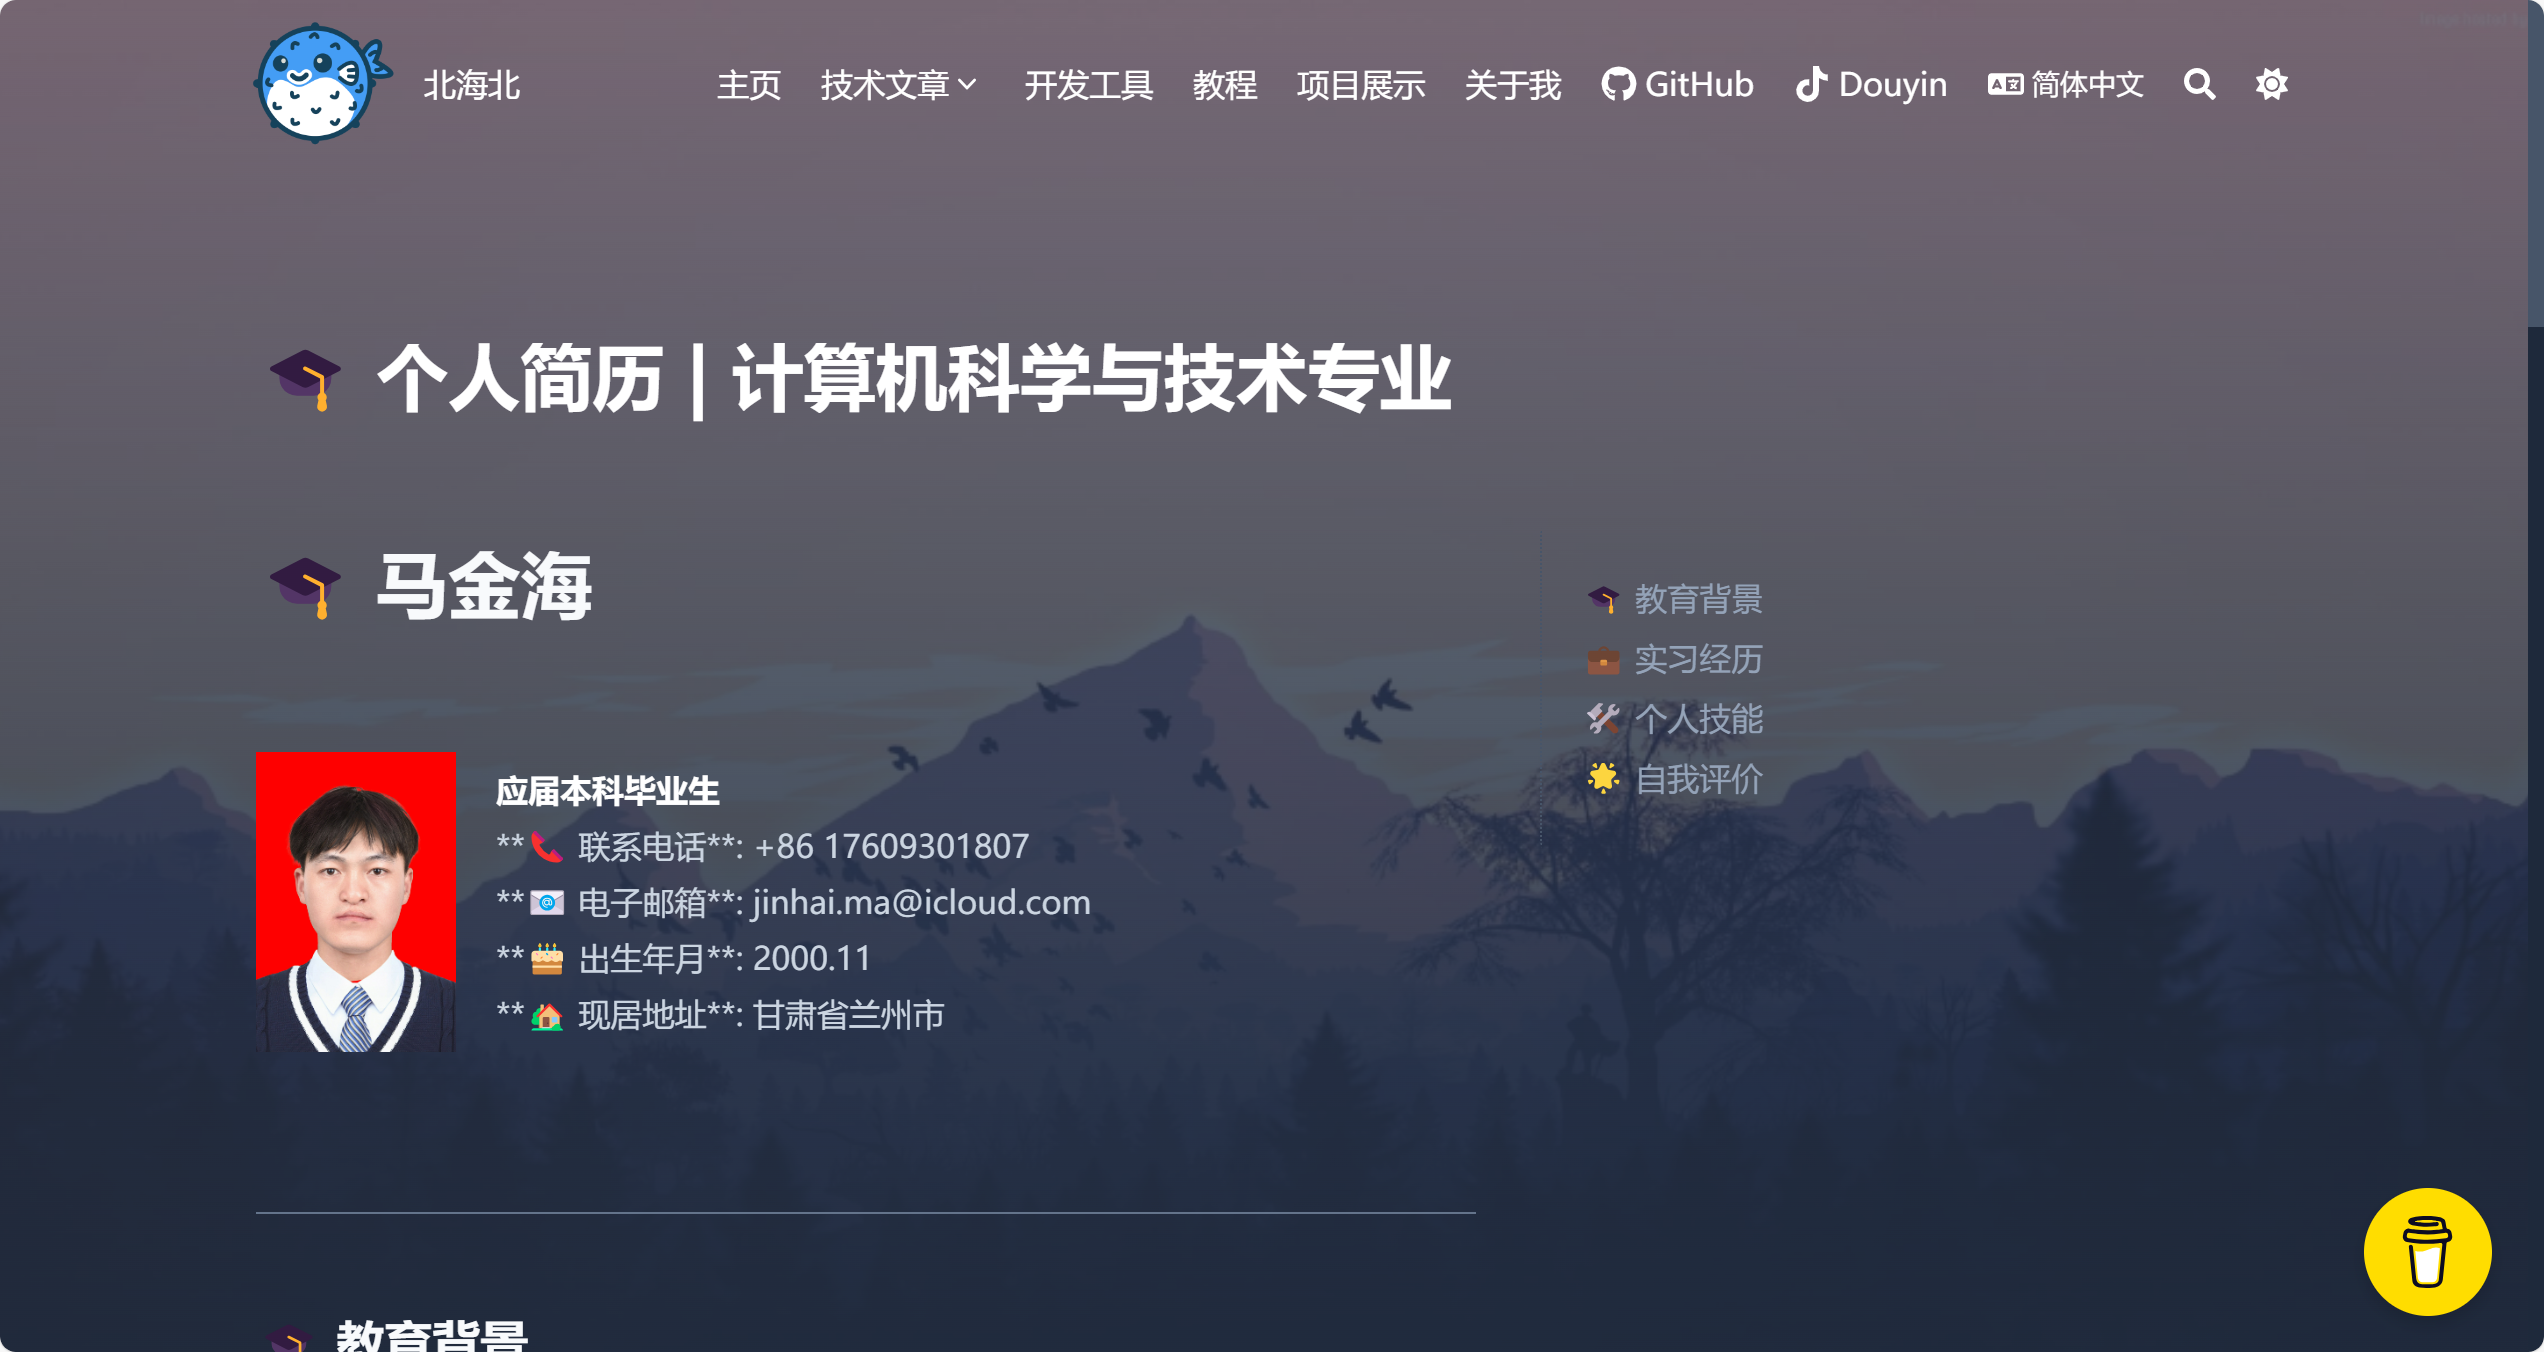 北海北
主页 技术文章 开发工具 教程 项目展示 关于我 GitHub Douyin 简体中文
个人简历 | 计算机科学与技术专业
马金海
教育背景
实习经历
个人技能
自我评价
应届本科毕业生
**📞 联系电话**: +86 17609301807
**📧 电子邮箱**: jinhai.ma@icloud.com
**🎂 出生年月**: 2000.11
**🏡 现居地址**: 甘肃省兰州市
教育背景